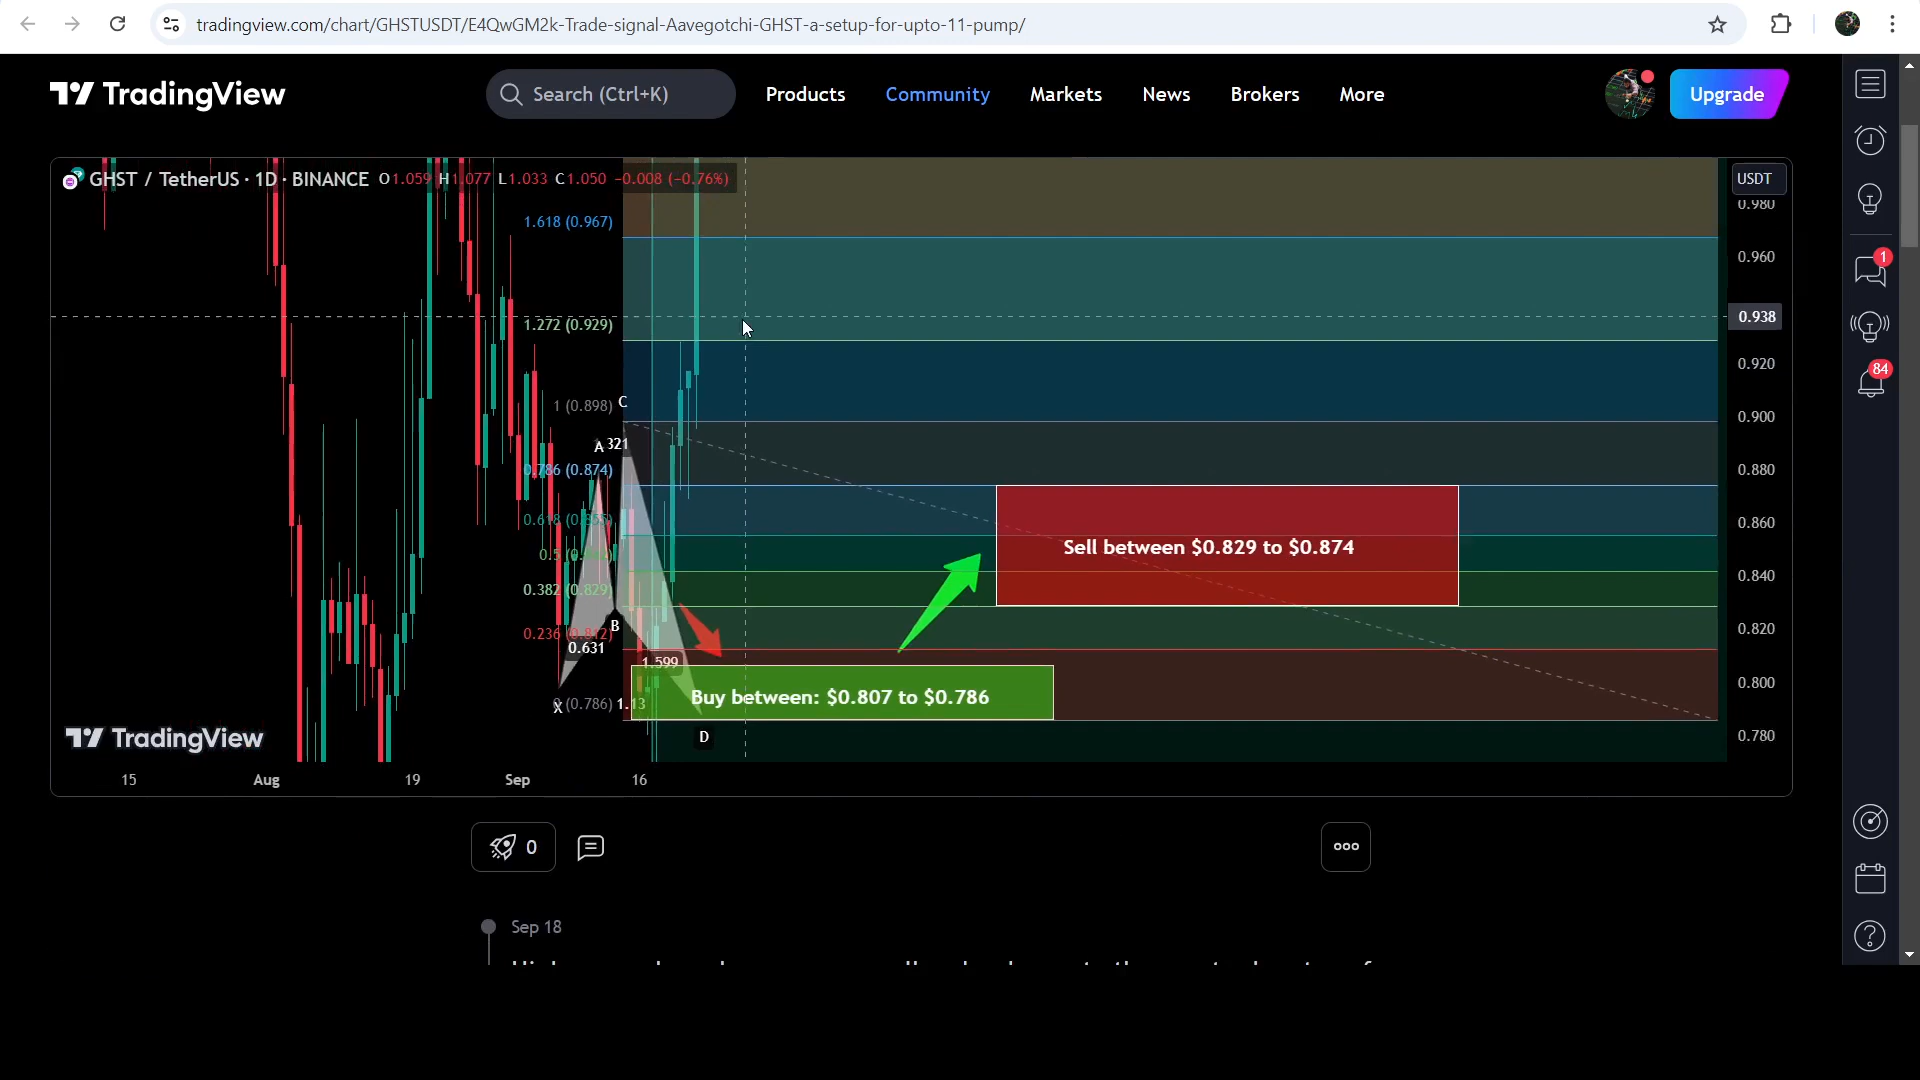 tradingview.com/chart/GHSTUSDT/E4QwGM2k-Trade-signal-Aavegotchi-GHST-a-setup-for-upto-11-pump/
TradingView
Search (Ctrl+K)
Products
Community
Markets
News
Brokers
More
Upgrade
GHST / TetherUS · 1D · BINANCE O1.059 H1.077 L1.033 C1.050 −0.008 (−0.76%)
USDT
0.980
1.618 (0.967)
0.960
1
0.938
1.272 (0.929)
0.920
84
1 (0.898)
C
0.900
A
321
0.786 (0.874)
0.880
0.860
Sell between $0.829 to $0.874
0.840
0.382 (0.829)
B
0.820
0.236 (0.812)
0.631
1.599
0.800
Buy between: $0.807 to $0.786
X
(0.786)
1.13
D
0.780
TradingView
15
Aug
19
Sep
16
0
Sep 18